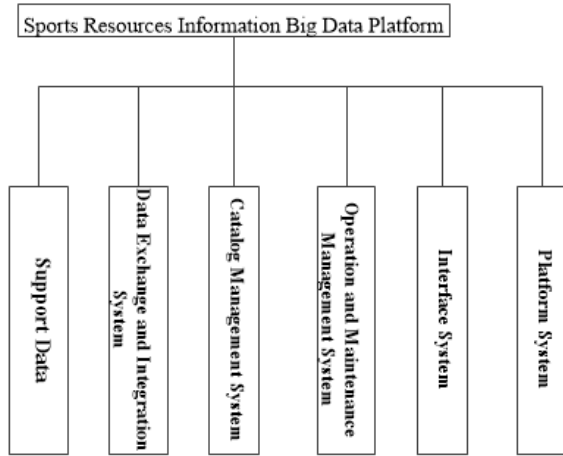 Sports Resources Information Big Data Platform
Support Data
Data Exchange and Integration
System
Catalog Management System
Operation and Maintenance
Management System
Interface System
Platform System